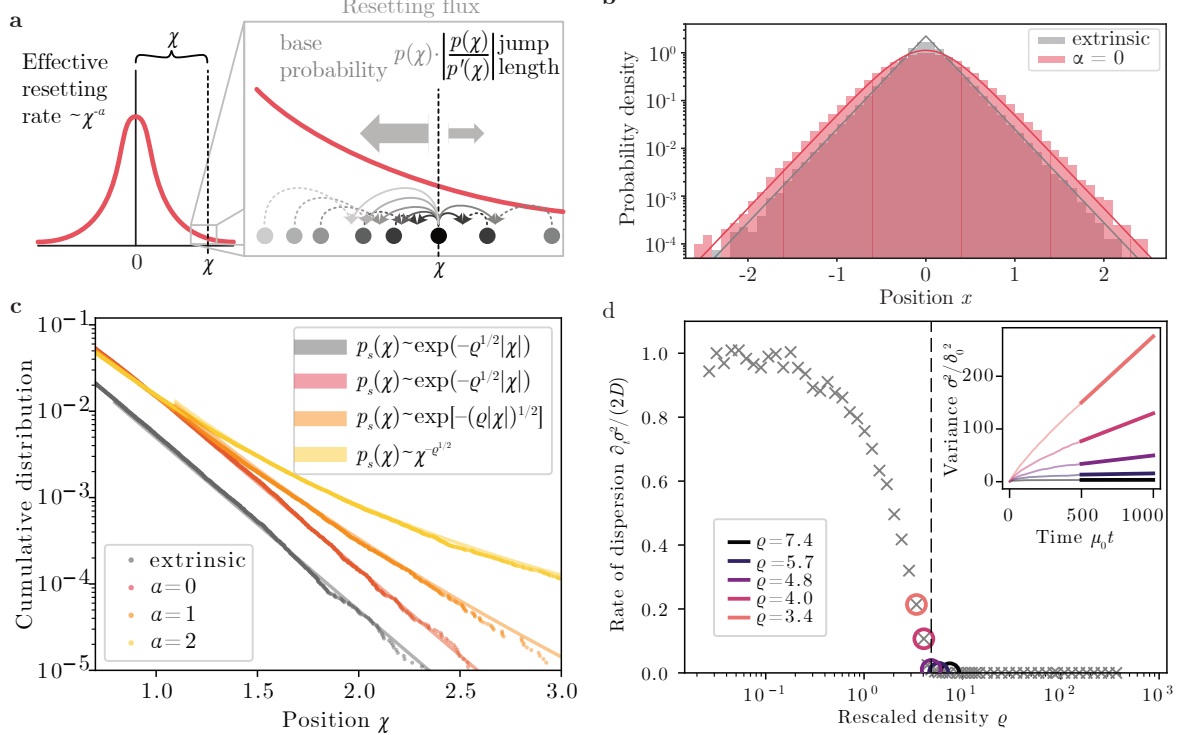 Resetting flux
a
χ
Effective
resetting
rate ~χ^-a
base
probability
p(χ)·|p(χ)/p'(χ)|
jump
length
0
χ
χ
b
extrinsic
α = 0
Probability density
10^0
10^-1
10^-2
10^-3
10^-4
-2 -1 0 1 2
Position x
c
Cumulative distribution
10^-1
10^-2
10^-3
10^-4
10^-5
p_s(χ)~exp(−ϱ^1/2|χ|)
p_s(χ)~exp(−ϱ^1/2|χ|)
p_s(χ)~exp[−(ϱ|χ|)^1/2]
p_s(χ)~χ^-ϱ^1/2
extrinsic
a=0
a=1
a=2
1.0 1.5 2.0 2.5 3.0
Position χ
d
Rate of dispersion ∂_tσ²/(2D)
1.0
0.8
0.6
0.4
0.2
0.0
Variance σ²/δ_0²
200
100
0
0 500 1000
Time μ_0t
ϱ=7.4
ϱ=5.7
ϱ=4.8
ϱ=4.0
ϱ=3.4
10^-1 10^0 10^1 10^2 10^3
Rescaled density ϱ